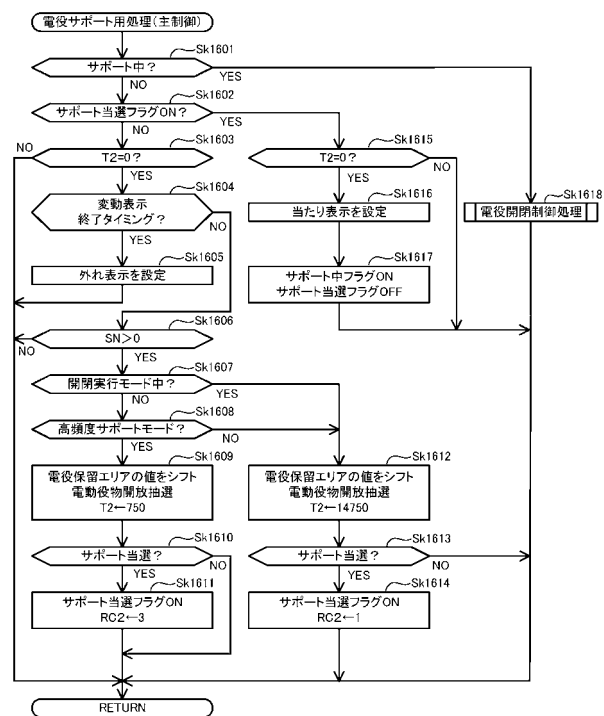 電役サポート用処理(主制御)
Sk1601
サポート中？
YES
NO
Sk1602
サポート当選フラグON？
YES
NO
Sk1603
T2=0？
NO
YES
Sk1604
変動表示
終了タイミング？
NO
YES
Sk1605
外れ表示を設定
Sk1615
T2=0？
NO
YES
Sk1616
当たり表示を設定
Sk1617
サポート中フラグON
サポート当選フラグOFF
Sk1618
電役開閉制御処理
Sk1606
SN＞0
NO
YES
Sk1607
開閉実行モード中？
YES
NO
Sk1608
高頻度サポートモード？
NO
YES
Sk1609
電役保留エリアの値をシフト
電動役物開放抽選
T2←750
Sk1610
サポート当選？
NO
YES
Sk1611
サポート当選フラグON
RC2←3
Sk1612
電役保留エリアの値をシフト
電動役物開放抽選
T2←14750
Sk1613
サポート当選？
NO
YES
Sk1614
サポート当選フラグON
RC2←1
RETURN